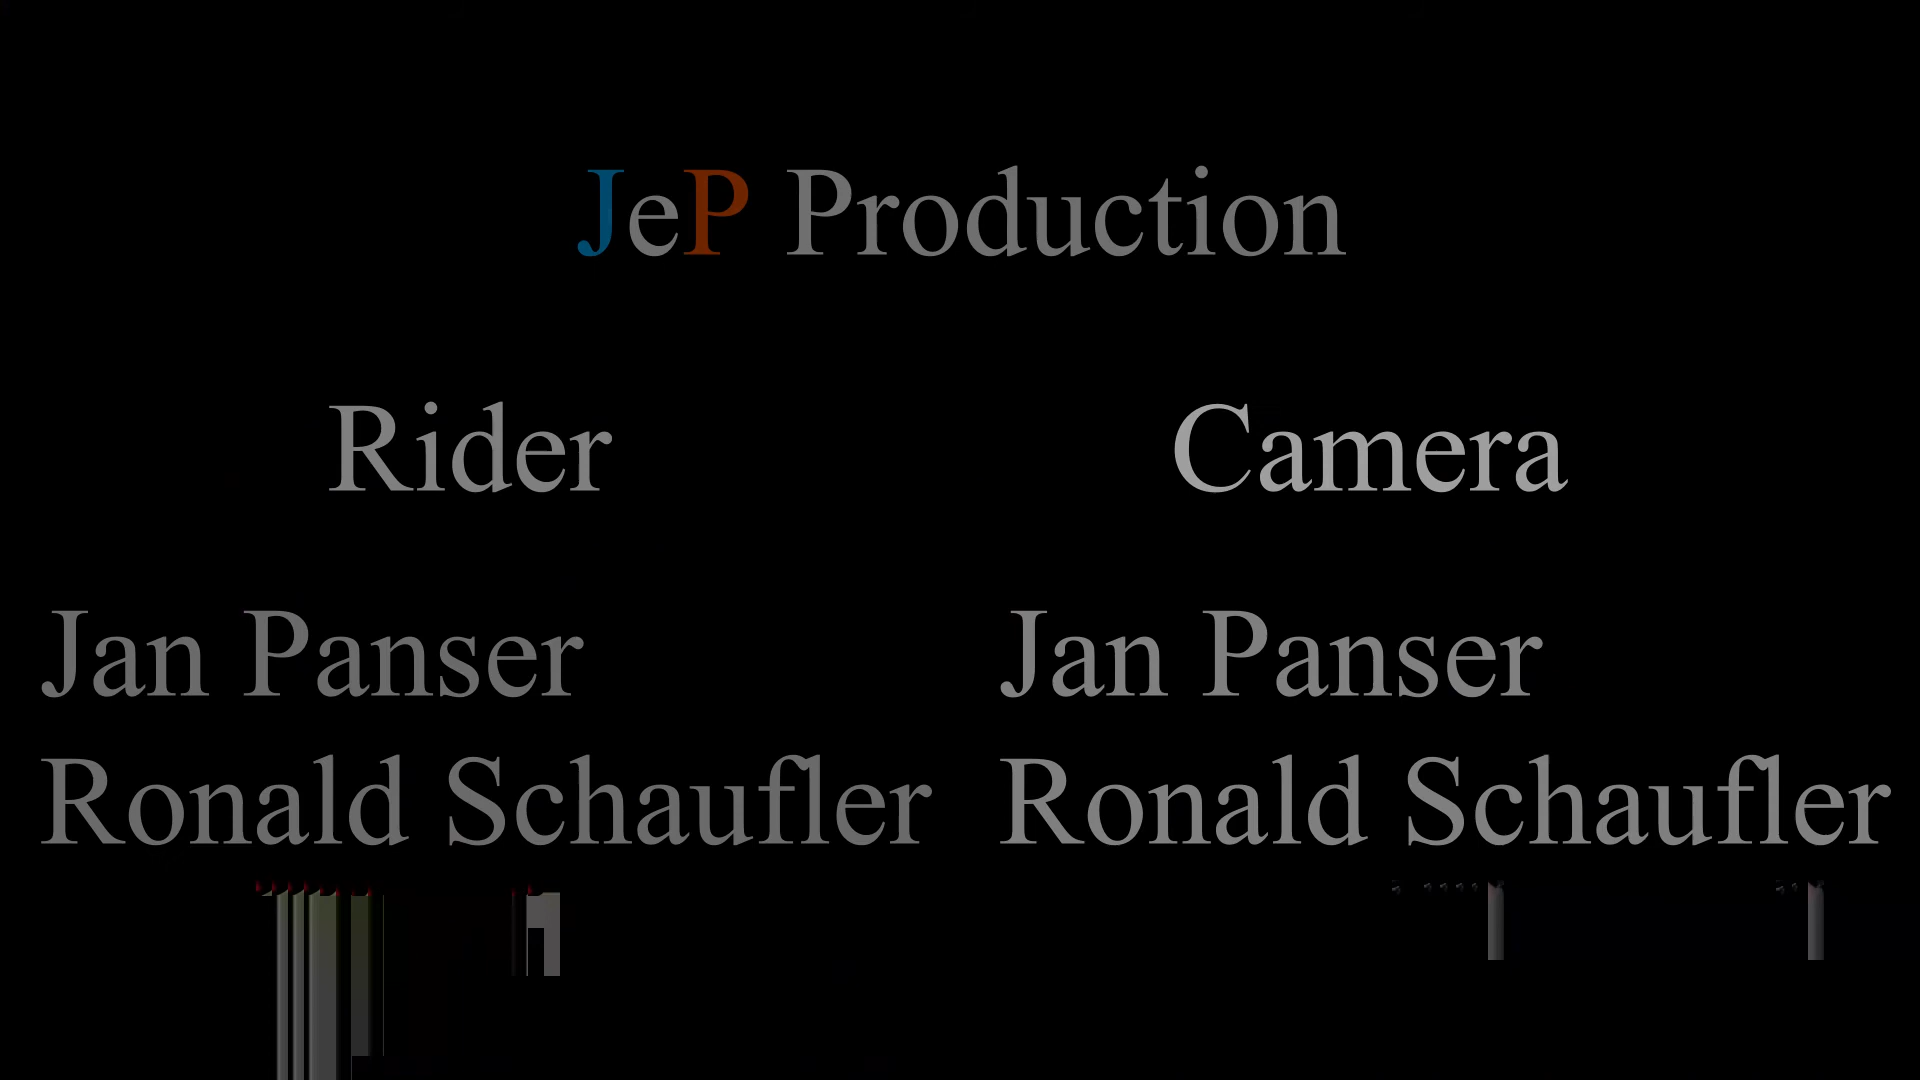 JeP Production
Rider Camera
Jan Panser Jan Panser
Ronald Schaufler Ronald Schaufler